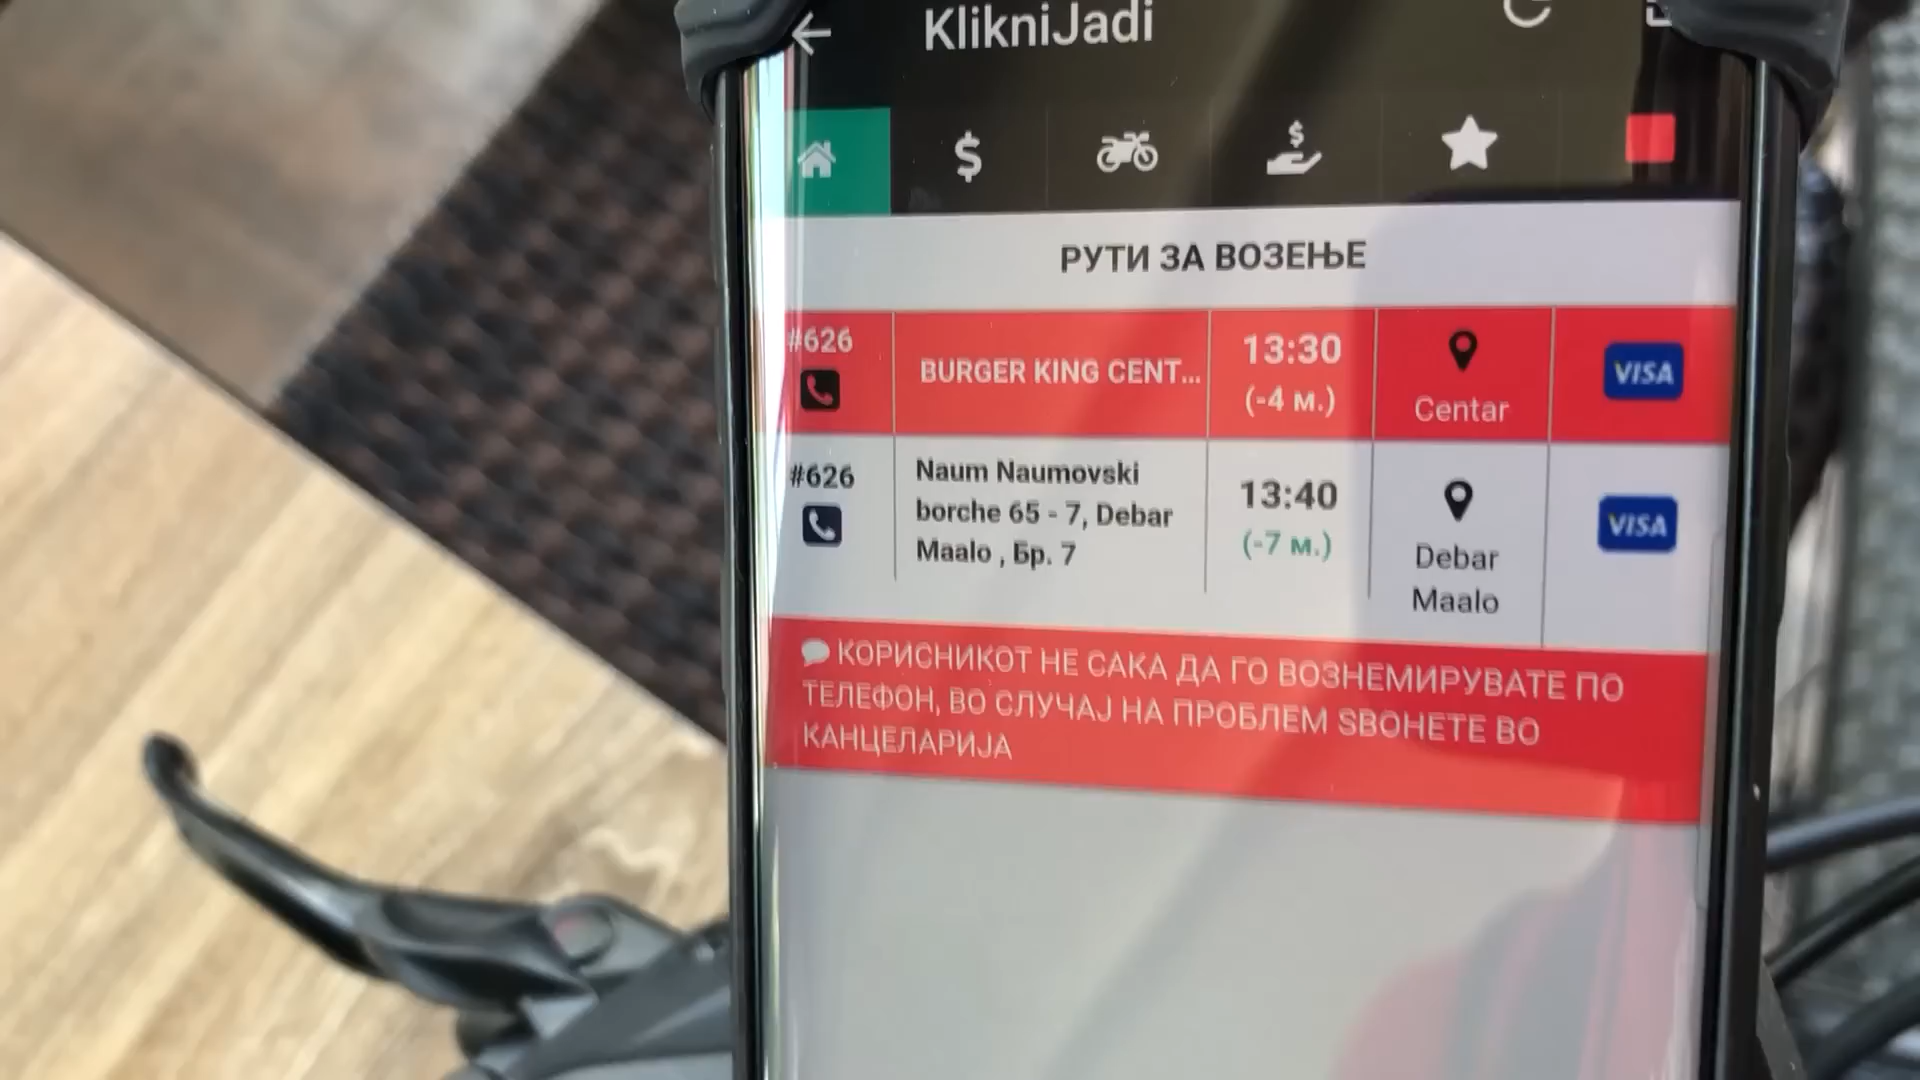 KlikniJadi
РУТИ ЗА ВОЗЕЊЕ
#626
BURGER KING CENT...
13:30
(-4 м.)
Centar
VISA
#626
Naum Naumovski
borche 65 - 7, Debar
Maalo , Бр. 7
13:40
(-7 м.)
Debar
Maalo
VISA
КОРИСНИКОТ НЕ САКА ДА ГО ВОЗНЕМИРУВАТЕ ПО
ТЕЛЕФОН, ВО СЛУЧАЈ НА ПРОБЛЕМ ЅВОНЕТЕ ВО
КАНЦЕЛАРИЈА